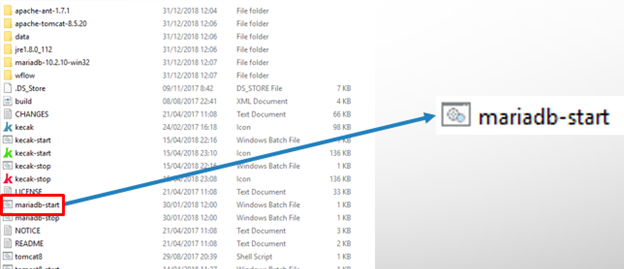 apache-ant-1.7.1 31/12/2018 12:04 File folder
apache-tomcat-8.5.20 31/12/2018 12:04 File folder
data 31/12/2018 12:06 File folder
jre1.8.0_112 31/12/2018 12:06 File folder
mariadb-10.2.10-win32 31/12/2018 12:07 File folder
wflow 31/12/2018 12:07 File folder
.DS_Store 09/11/2017 8:42 DS_STORE File 7 KB
build 08/08/2017 22:41 XML Document 4 KB
CHANGES 21/04/2017 11:08 Text Document 66 KB
kecak 24/02/2017 16:18 Icon 98 KB
kecak-start 15/04/2018 22:16 Windows Batch File 1 KB
kecak-start 15/04/2018 23:10 Icon 136 KB
kecak-stop 15/04/2018 22:16 Windows Batch File 1 KB
kecak-stop 15/04/2018 23:08 Icon 136 KB
LICENSE 21/04/2017 11:08 Text Document 33 KB
mariadb-start 30/01/2018 12:00 Windows Batch File 1 KB
mariadb-stop 30/01/2018 12:00 Windows Batch File 1 KB
NOTICE 21/04/2017 11:08 Text Document 2 KB
README 21/04/2017 11:08 Text Document 2 KB
tomcat8 29/08/2017 20:39 Shell Script 1 KB
mariadb-start